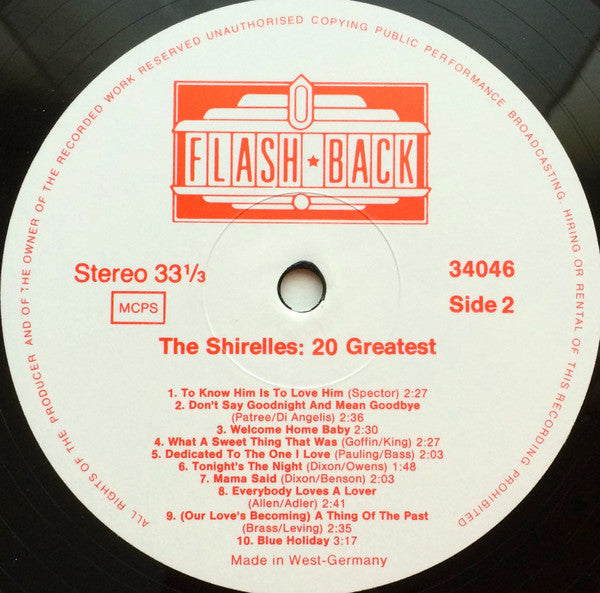 ALL RIGHTS OF THE PRODUCER AND OF THE OWNER OF THE RECORDED WORK RESERVED UNAUTHORISED COPYING PUBLIC PERFORMANCE BROADCASTING. HIRING OR RENTAL OF THIS RECORDING PROHIBITED
FLASH ★ BACK
Stereo 33⅓
34046
MCPS
Side 2
The Shirelles: 20 Greatest
1. To Know Him Is To Love Him (Spector) 2:27
2. Don't Say Goodnight And Mean Goodbye
(Patree/Di Angelis) 2:36
3. Welcome Home Baby 2:30
4. What A Sweet Thing That Was (Goffin/King) 2:27
5. Dedicated To The One I Love (Pauling/Bass) 2:03
6. Tonight's The Night (Dixon/Owens) 1:48
7. Mama Said (Dixon/Benson) 2:03
8. Everybody Loves A Lover
(Allen/Adler) 2:41
9. (Our Love's Becoming) A Thing Of The Past
(Brass/Leving) 2:35
10. Blue Holiday 3:17
Made in West-Germany